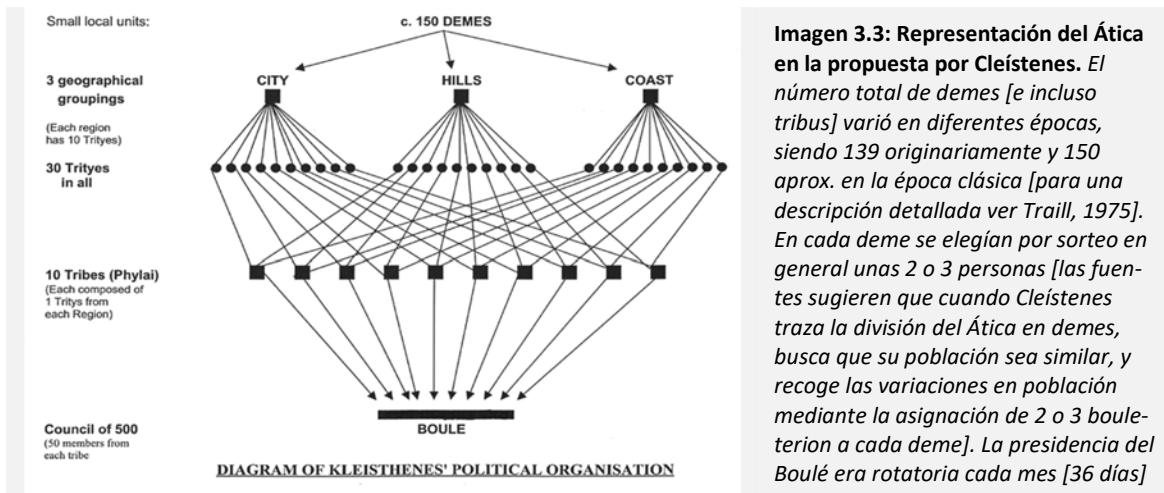 Small local units:
c. 150 DEMES
3 geographical
groupings
(Each region
has 10 Trityes)
CITY
HILLS
COAST
30 Trityes
in all
10 Tribes (Phylai)
(Each composed of
1 Tritys from
each Region)
Council of 500
(50 members from
each tribe
BOULE
DIAGRAM OF KLEISTHENES' POLITICAL ORGANISATION
Imagen 3.3: Representación del Ática
en la propuesta por Cleístenes. El
número total de demes [e incluso
tribus] varió en diferentes épocas,
siendo 139 originariamente y 150
aprox. en la época clásica [para una
descripción detallada ver Traill, 1975].
En cada deme se elegían por sorteo en
general unas 2 o 3 personas [las fuen-
tes sugieren que cuando Cleístenes
traza la división del Ática en demes,
busca que su población sea similar, y
recoge las variaciones en población
mediante la asignación de 2 o 3 boule-
terion a cada deme]. La presidencia del
Boulé era rotatoria cada mes [36 días]